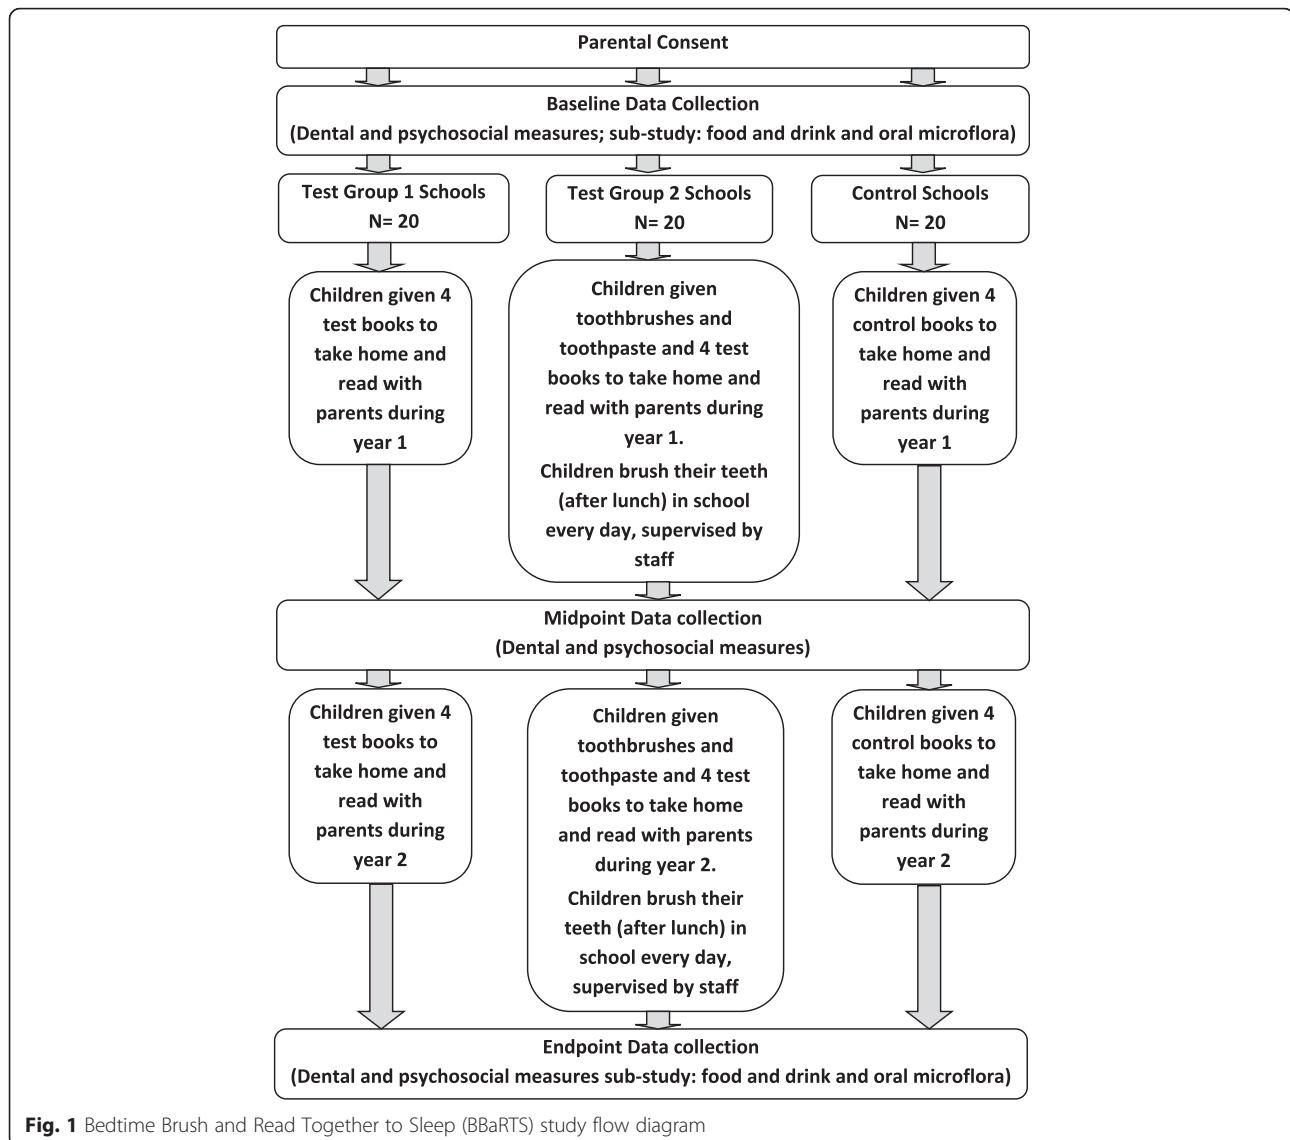 Parental Consent
Baseline Data Collection
(Dental and psychosocial measures; sub-study: food and drink and oral microflora)
Test Group 1 Schools
N= 20
Test Group 2 Schools
N= 20
Control Schools
N= 20
Children given 4
test books to
take home and
read with
parents during
year 1
Children given
toothbrushes and
toothpaste and 4 test
books to take home and
read with parents during
year 1.
Children brush their teeth
(after lunch) in school
every day, supervised by
staff
Children given 4
control books to
take home and
read with
parents during
year 1
Midpoint Data collection
(Dental and psychosocial measures)
Children given 4
test books to
take home and
read with
parents during
year 2
Children given
toothbrushes and
toothpaste and 4 test
books to take home
and read with parents
during year 2.
Children brush their
teeth (after lunch) in
school every day,
supervised by staff
Children given 4
control books to
take home and
read with
parents during
year 2
Endpoint Data collection
(Dental and psychosocial measures sub-study: food and drink and oral microflora)
Fig. 1 Bedtime Brush and Read Together to Sleep (BBaRTS) study flow diagram